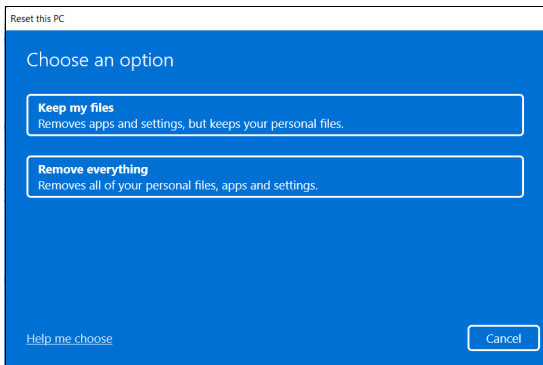 Reset this PC
Choose an option
Keep my files
Removes apps and settings, but keeps your personal files.
Remove everything
Removes all of your personal files, apps and settings.
Help me choose
Cancel